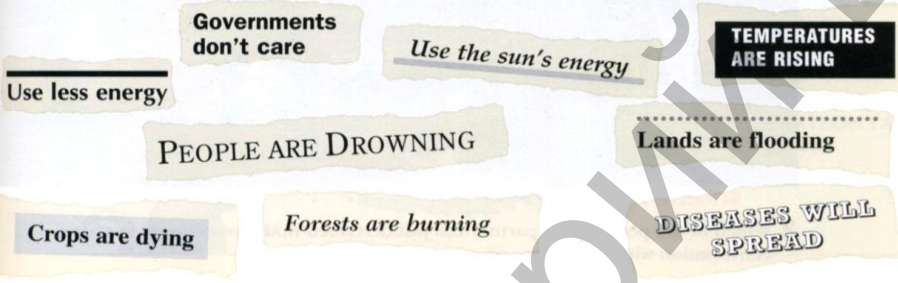 Governments
don't care
Use the sun's energy
TEMPERATURES
ARE RISING
Use less energy
PEOPLE ARE DROWNING
Lands are flooding
Crops are dying
Forests are burning
DISEASES WILL
SPREAD
рий